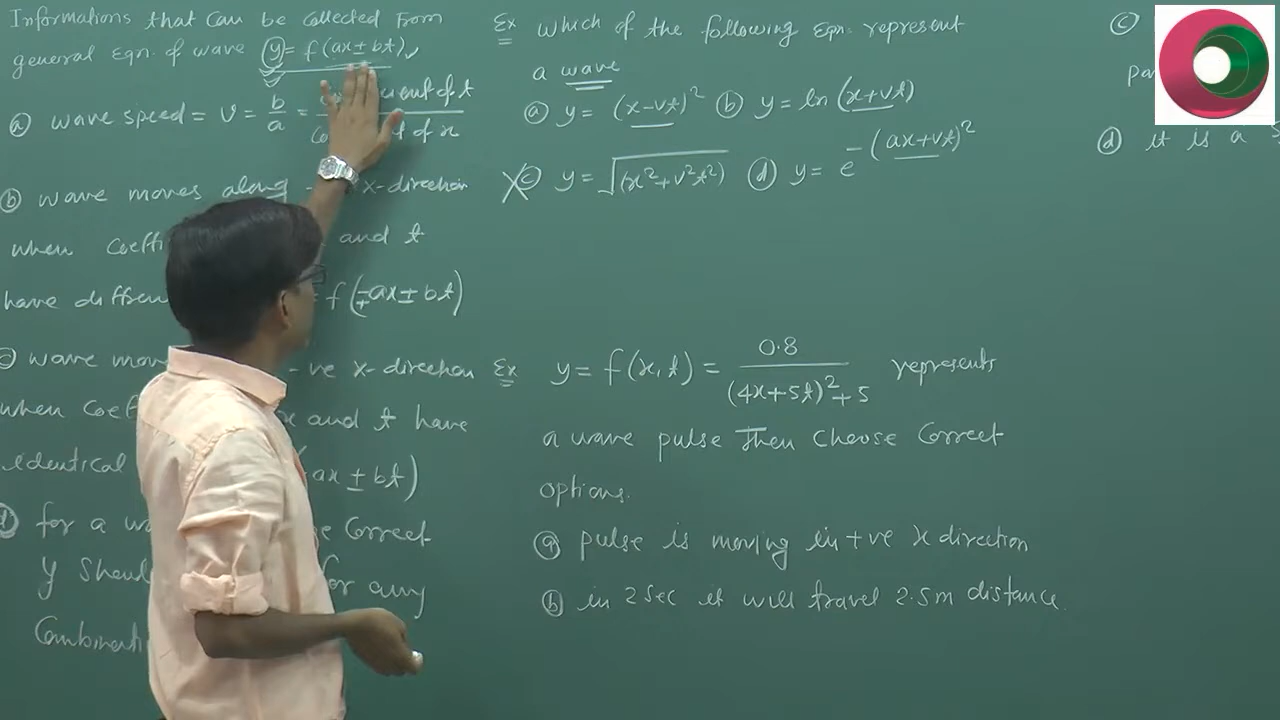 Informations that can be collected from
general Eqn. of wave y = f(ax ± bt)
(a) wave speed = v = b/a = of t / of x
(b) wave moves along x-direction
when coeffi and t
have differen f(∓ax ± bt)
(c) wave mov -ve x-direction
when coef x and t have
identical (ax ± bt)
(d) for a w correct
y shou for any
Combinati
Ex which of the following Eqn. represent
a wave
(a) y = (x-vt)² (b) y = ln(x+vt)
(c) y = √(x²+v²t²) (d) y = e^-(ax+vt)²
Ex y = f(x,t) = 0.8 / (4x+5t)²+5 represents
a wave pulse Then choose correct
options.
(a) pulse is moving in +ve x direction
(b) in 2 sec it will travel 2.5m distance.
(c)
pa
(d) it is a